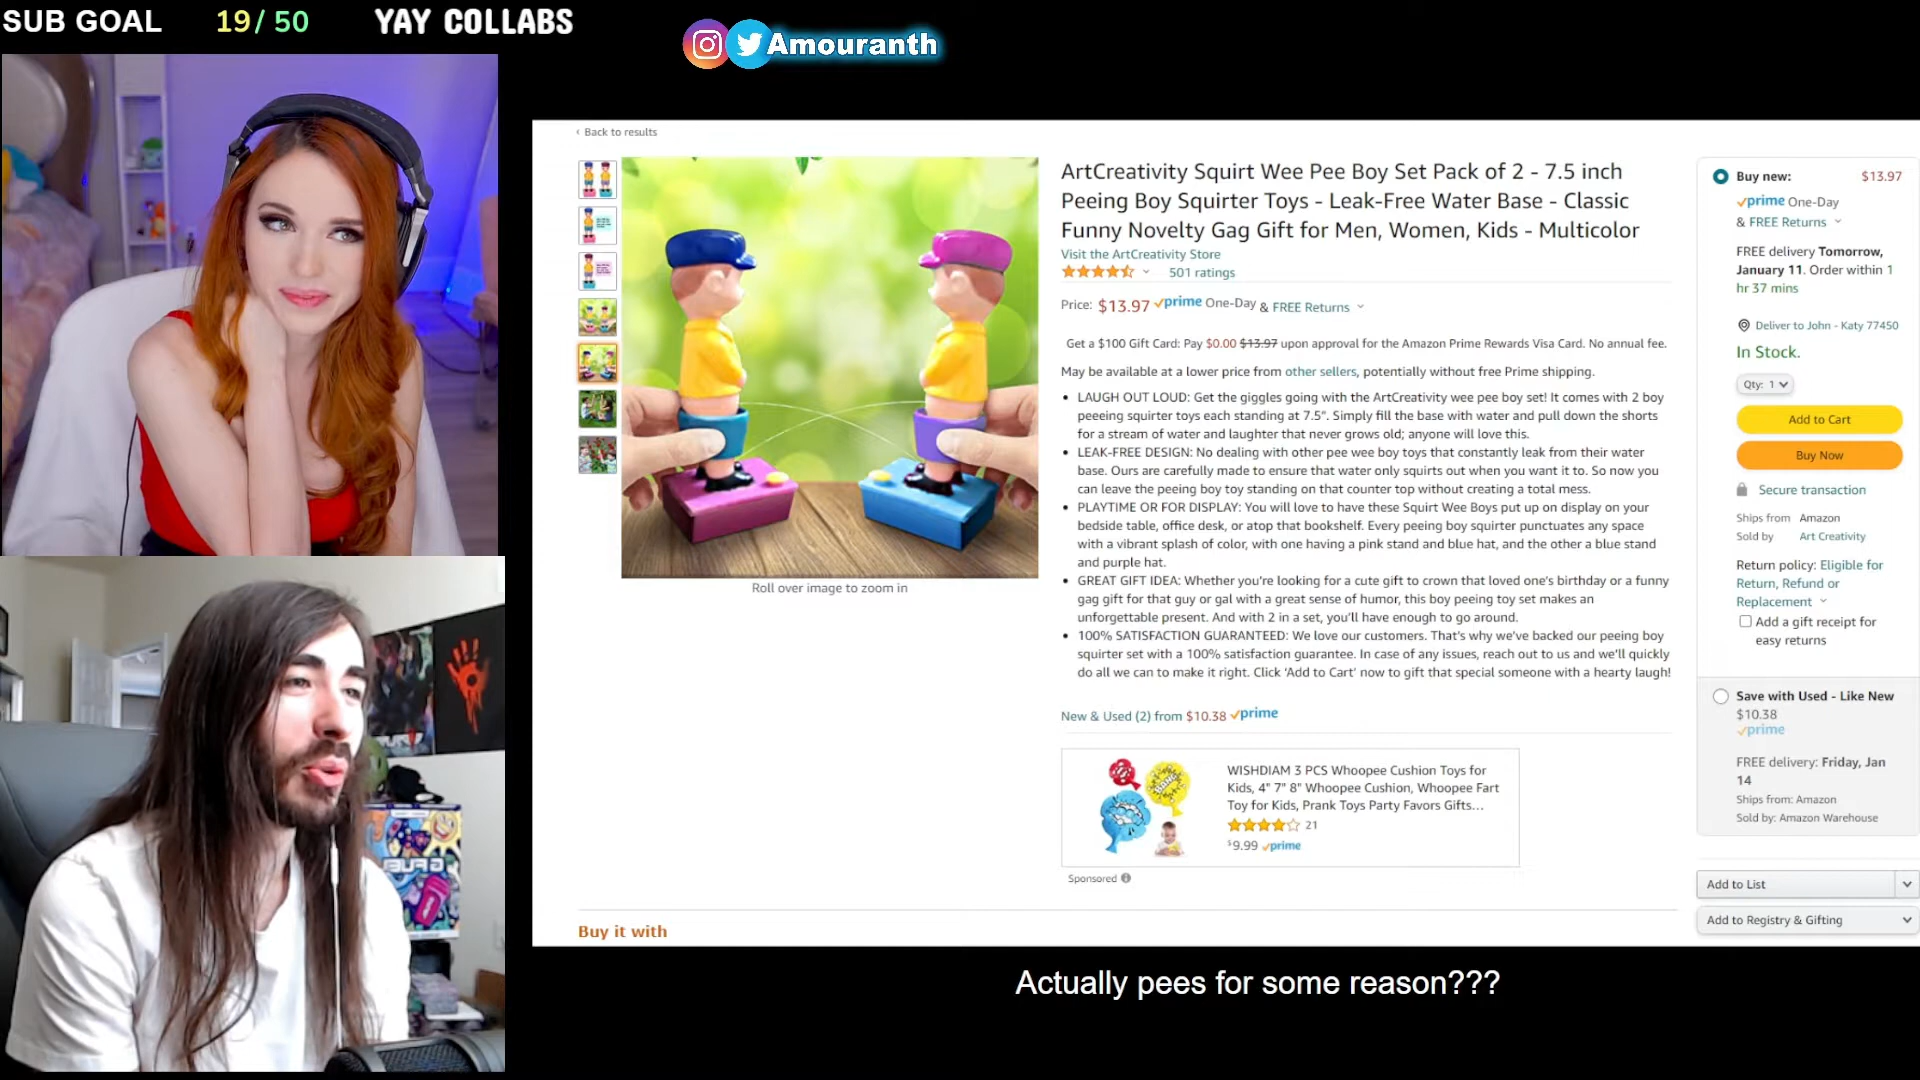 SUB GOAL 19/ 50 YAY COLLABS
Amouranth
‹ Back to results
ArtCreativity Squirt Wee Pee Boy Set Pack of 2 - 7.5 inch
Peeing Boy Squirter Toys - Leak-Free Water Base - Classic
Funny Novelty Gag Gift for Men, Women, Kids - Multicolor
Visit the ArtCreativity Store
501 ratings
Price: $13.97 prime One-Day & FREE Returns
Get a $100 Gift Card: Pay $0.00 $13.97 upon approval for the Amazon Prime Rewards Visa Card. No annual fee.
May be available at a lower price from other sellers, potentially without free Prime shipping.
• LAUGH OUT LOUD: Get the giggles going with the ArtCreativity wee pee boy set! It comes with 2 boy
peeeing squirter toys each standing at 7.5". Simply fill the base with water and pull down the shorts
for a stream of water and laughter that never grows old; anyone will love this.
• LEAK-FREE DESIGN: No dealing with other pee wee boy toys that constantly leak from their water
base. Ours are carefully made to ensure that water only squirts out when you want it to. So now you
can leave the peeing boy toy standing on that counter top without creating a total mess.
• PLAYTIME OR FOR DISPLAY: You will love to have these Squirt Wee Boys put up on display on your
bedside table, office desk, or atop that bookshelf. Every peeing boy squirter punctuates any space
with a vibrant splash of color, with one having a pink stand and blue hat, and the other a blue stand
and purple hat.
• GREAT GIFT IDEA: Whether you're looking for a cute gift to crown that loved one's birthday or a funny
gag gift for that guy or gal with a great sense of humor, this boy peeing toy set makes an
unforgettable present. And with 2 in a set, you'll have enough to go around.
• 100% SATISFACTION GUARANTEED: We love our customers. That's why we've backed our peeing boy
squirter set with a 100% satisfaction guarantee. In case of any issues, reach out to us and we'll quickly
do all we can to make it right. Click 'Add to Cart' now to gift that special someone with a hearty laugh!
New & Used (2) from $10.38 prime
Roll over image to zoom in
WISHDIAM 3 PCS Whoopee Cushion Toys for
Kids, 4" 7" 8" Whoopee Cushion, Whoopee Fart
Toy for Kids, Prank Toys Party Favors Gifts...
21
$9.99 prime
Sponsored
Buy it with
Buy new: $13.97
prime One-Day
& FREE Returns
FREE delivery Tomorrow,
January 11. Order within 1
hr 37 mins
Deliver to John - Katy 77450
In Stock.
Qty: 1
Add to Cart
Buy Now
Secure transaction
Ships from Amazon
Sold by Art Creativity
Return policy: Eligible for
Return, Refund or
Replacement
Add a gift receipt for
easy returns
Save with Used - Like New
$10.38
prime
FREE delivery: Friday, Jan
14
Ships from: Amazon
Sold by: Amazon Warehouse
Add to List
Add to Registry & Gifting
Actually pees for some reason???